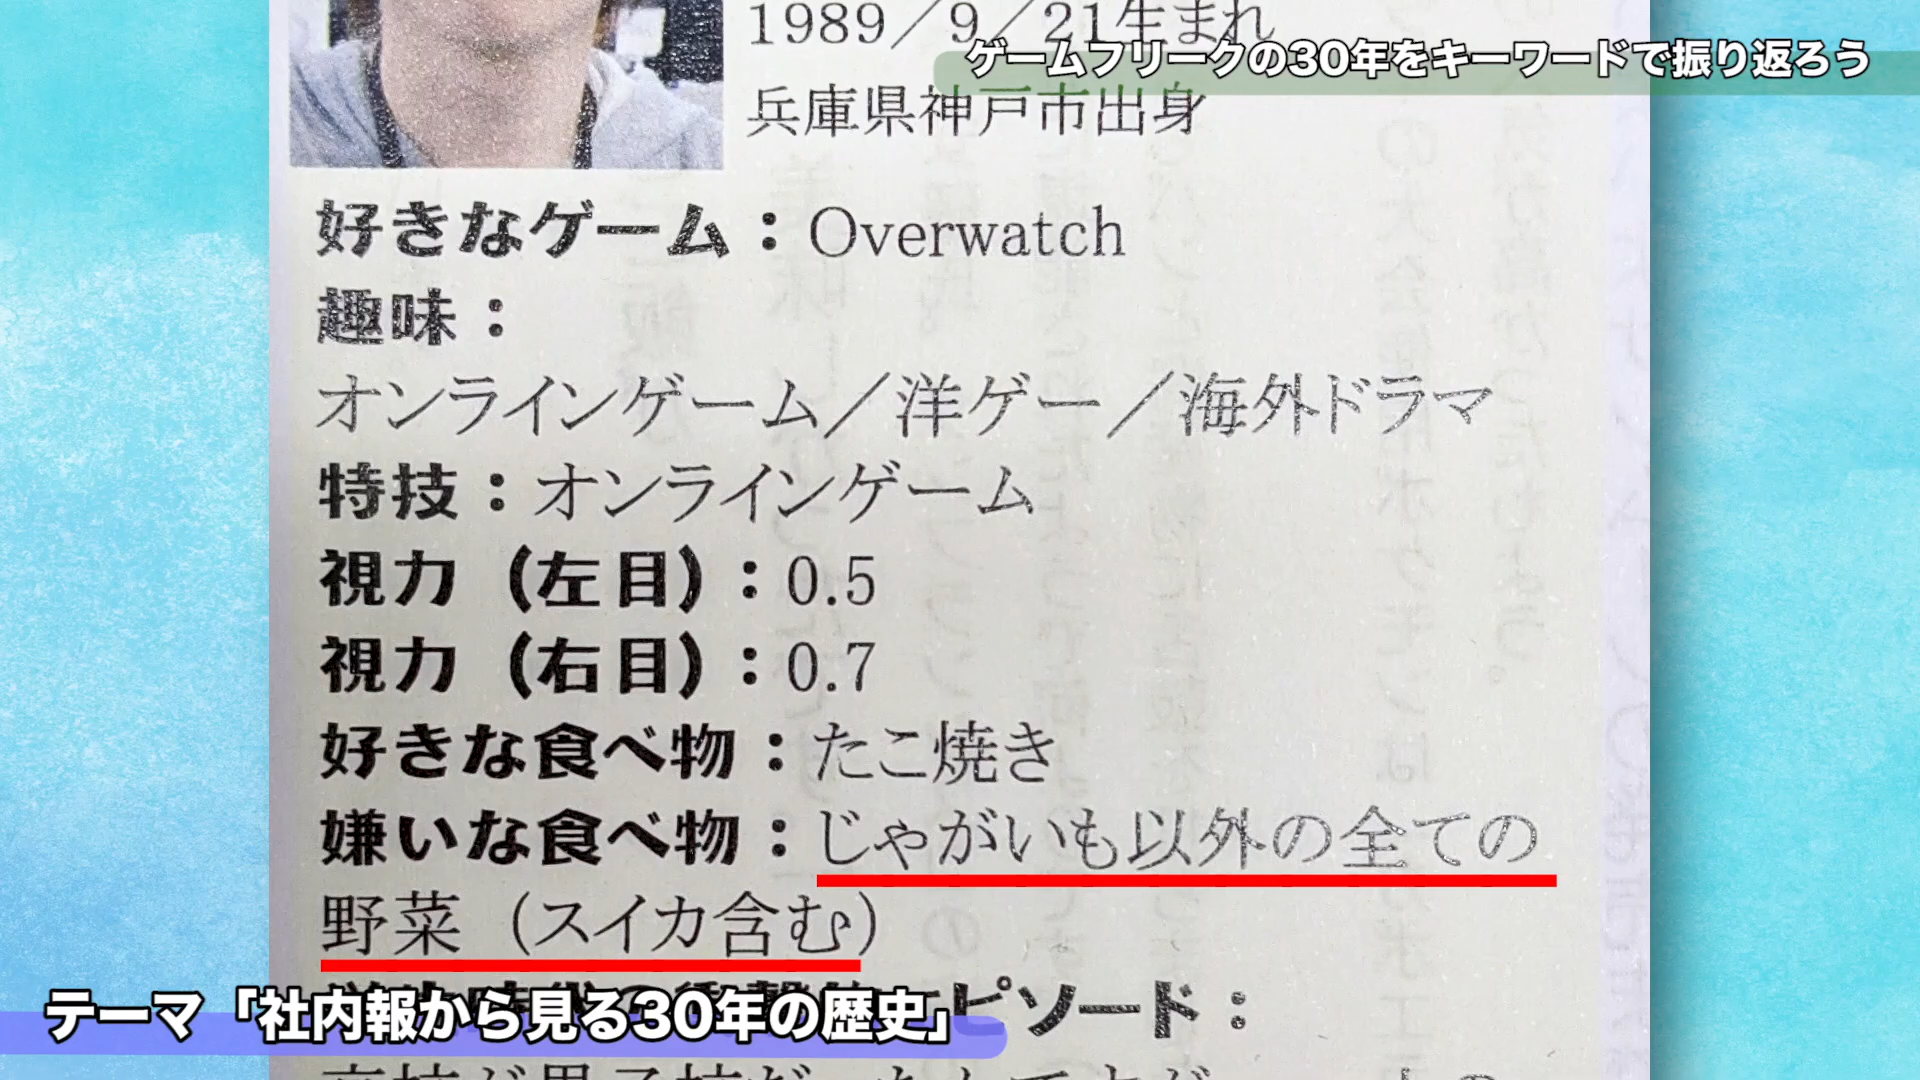 1989／9／21生まれ
ゲームフリークの30年をキーワードで振り返ろう
兵庫県神戸市出身
好きなゲーム：Overwatch
趣味：
オンラインゲーム／洋ゲー／海外ドラマ
特技：オンラインゲーム
視力（左目）：0.5
視力（右目）：0.7
好きな食べ物：たこ焼き
嫌いな食べ物：じゃがいも以外の全ての
野菜（スイカ含む）
ピソード：
テーマ「社内報から見る30年の歴史」